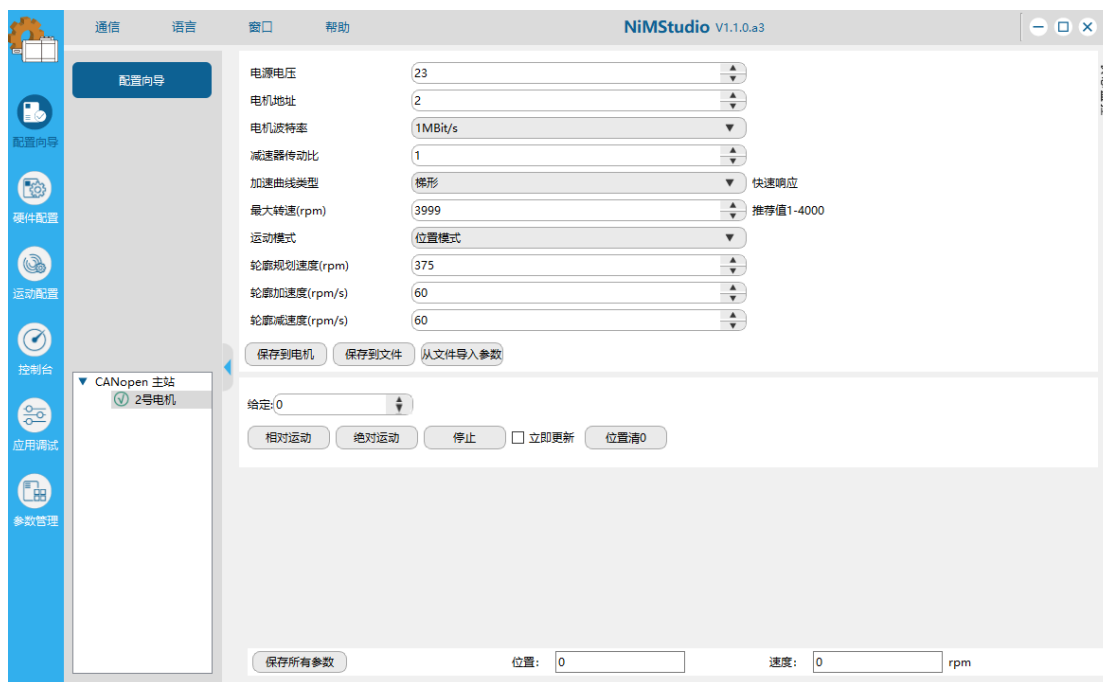 通信 语言 窗口 帮助 NiMStudio V1.1.0.a3
配置向导
硬件配置
运动配置
控制台
应用调试
参数管理
配置向导
CANopen 主站
2号电机
电源电压 23
电机地址 2
电机波特率 1MBit/s
减速器传动比 1
加速曲线类型 梯形 快速响应
最大转速(rpm) 3999 推荐值1-4000
运动模式 位置模式
轮廓规划速度(rpm) 375
轮廓加速度(rpm/s) 60
轮廓减速度(rpm/s) 60
保存到电机 保存到文件 从文件导入参数
给定:0
相对运动 绝对运动 停止 立即更新 位置清0
保存所有参数 位置: 0 速度: 0 rpm